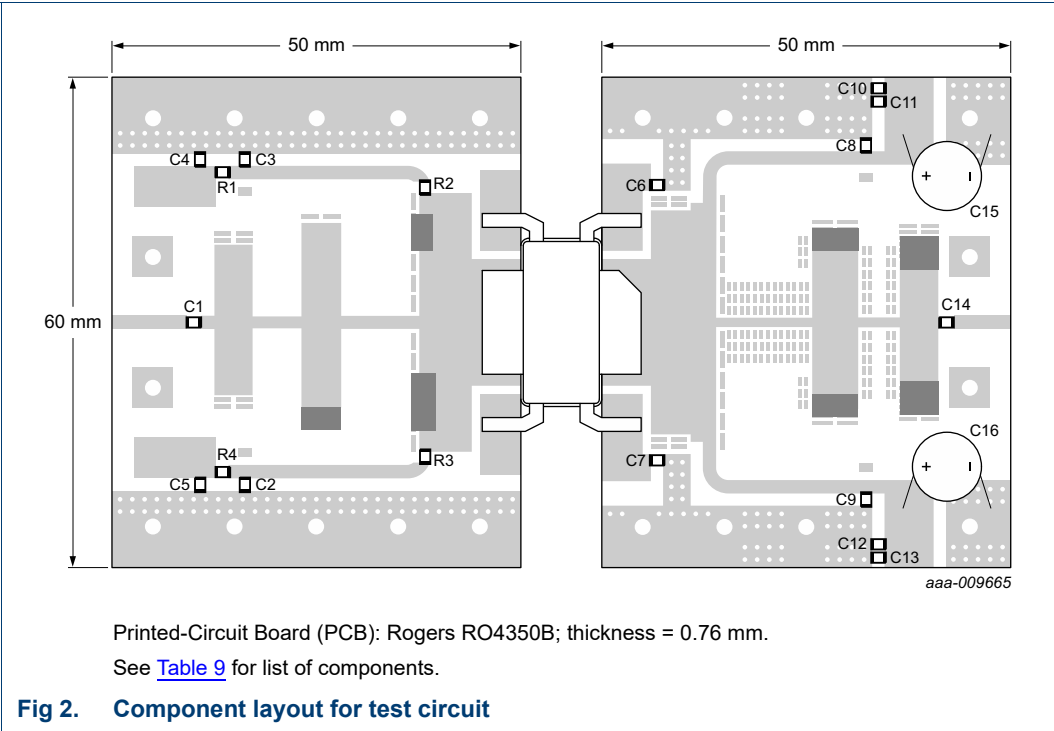 50 mm
50 mm
60 mm
C10
C11
C4
C3
C8
R1
R2
C6
+
-
C15
C1
C14
R4
R3
C7
C16
+
-
C5
C2
C9
C12
C13
aaa-009665
Printed-Circuit Board (PCB): Rogers RO4350B; thickness = 0.76 mm.
See Table 9 for list of components.
Fig 2. Component layout for test circuit